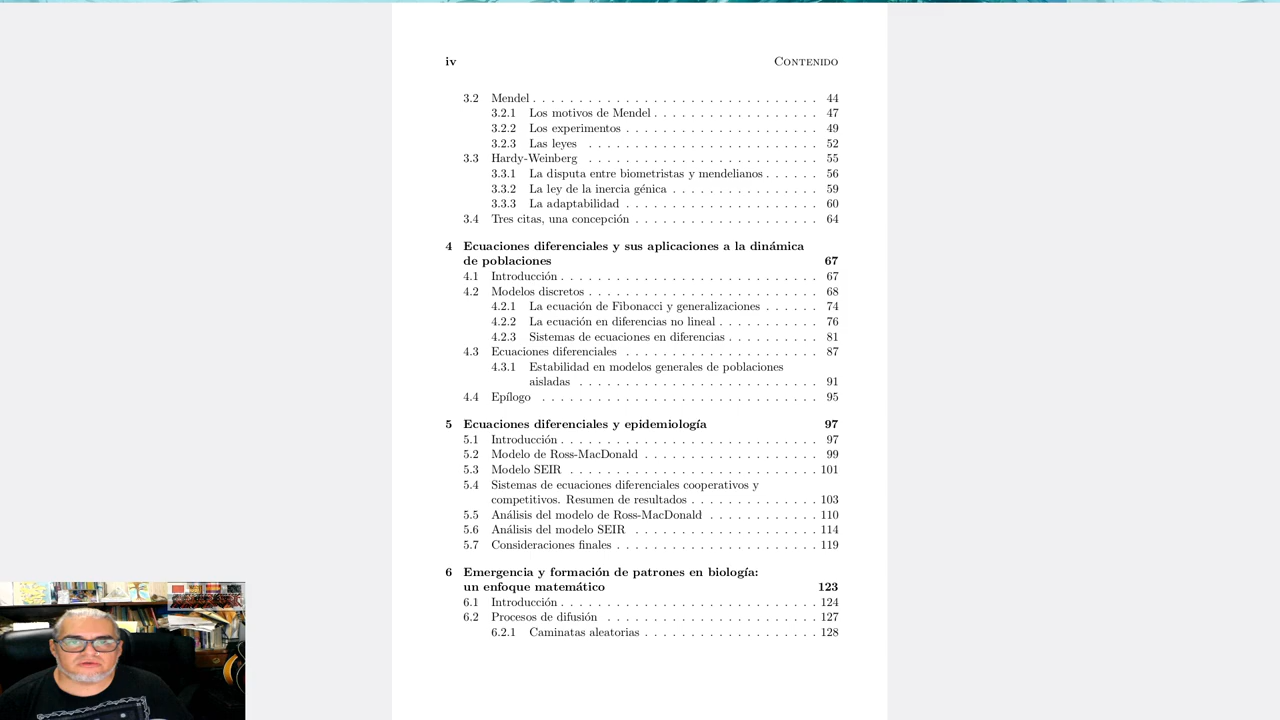 iv Contenido
3.2 Mendel . . . . . . . . . . . . . . . . . . . . . . . . . . . . . . 44
3.2.1 Los motivos de Mendel . . . . . . . . . . . . . . . . . . 47
3.2.2 Los experimentos . . . . . . . . . . . . . . . . . . . . . 49
3.2.3 Las leyes . . . . . . . . . . . . . . . . . . . . . . . . . 52
3.3 Hardy-Weinberg . . . . . . . . . . . . . . . . . . . . . . . . . 55
3.3.1 La disputa entre biometristas y mendelianos . . . . . . 56
3.3.2 La ley de la inercia génica . . . . . . . . . . . . . . . . 59
3.3.3 La adaptabilidad . . . . . . . . . . . . . . . . . . . . . 60
3.4 Tres citas, una concepción . . . . . . . . . . . . . . . . . . . . 64
4 Ecuaciones diferenciales y sus aplicaciones a la dinámica
de poblaciones 67
4.1 Introducción . . . . . . . . . . . . . . . . . . . . . . . . . . . 67
4.2 Modelos discretos . . . . . . . . . . . . . . . . . . . . . . . . . 68
4.2.1 La ecuación de Fibonacci y generalizaciones . . . . . . 74
4.2.2 La ecuación en diferencias no lineal . . . . . . . . . . . 76
4.2.3 Sistemas de ecuaciones en diferencias . . . . . . . . . . 81
4.3 Ecuaciones diferenciales . . . . . . . . . . . . . . . . . . . . . 87
4.3.1 Estabilidad en modelos generales de poblaciones
aisladas . . . . . . . . . . . . . . . . . . . . . . . . . . 91
4.4 Epílogo . . . . . . . . . . . . . . . . . . . . . . . . . . . . . . 95
5 Ecuaciones diferenciales y epidemiología 97
5.1 Introducción . . . . . . . . . . . . . . . . . . . . . . . . . . . 97
5.2 Modelo de Ross-MacDonald . . . . . . . . . . . . . . . . . . . 99
5.3 Modelo SEIR . . . . . . . . . . . . . . . . . . . . . . . . . . . 101
5.4 Sistemas de ecuaciones diferenciales cooperativos y
competitivos. Resumen de resultados . . . . . . . . . . . . . . 103
5.5 Análisis del modelo de Ross-MacDonald . . . . . . . . . . . . 110
5.6 Análisis del modelo SEIR . . . . . . . . . . . . . . . . . . . . 114
5.7 Consideraciones finales . . . . . . . . . . . . . . . . . . . . . . 119
6 Emergencia y formación de patrones en biología:
un enfoque matemático 123
6.1 Introducción . . . . . . . . . . . . . . . . . . . . . . . . . . . 124
6.2 Procesos de difusión . . . . . . . . . . . . . . . . . . . . . . . 127
6.2.1 Caminatas aleatorias . . . . . . . . . . . . . . . . . . . 128